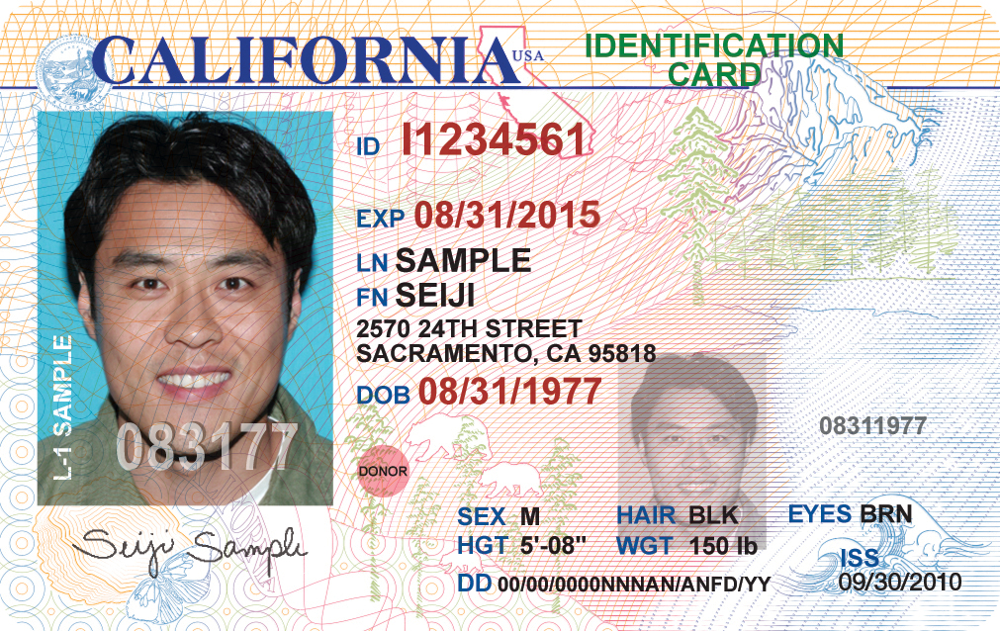 CALIFORNIA USA
IDENTIFICATION
CARD
ID I1234561
EXP 08/31/2015
LN SAMPLE
FN SEIJI
2570 24TH STREET
SACRAMENTO, CA 95818
DOB 08/31/1977
L-1 SAMPLE
083177
08311977
DONOR
SEX M HAIR BLK EYES BRN
HGT 5'-08" WGT 150 lb
ISS
DD 00/00/0000NNNAN/ANFD/YY 09/30/2010
Seiji Sample